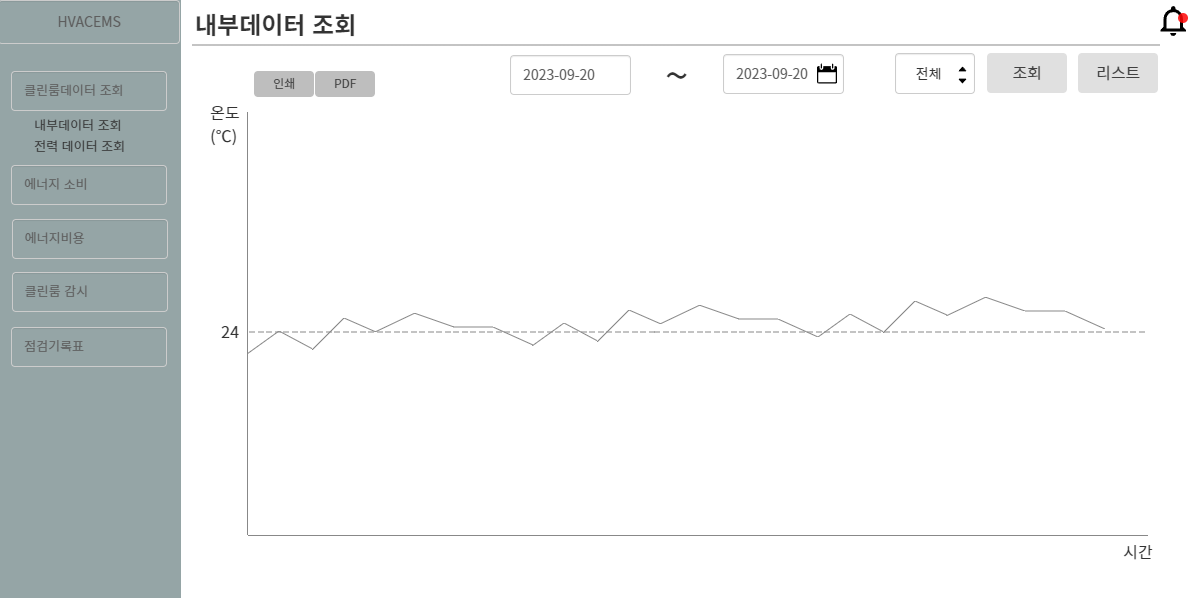 HVACEMS
클린룸데이터 조회
내부데이터 조회
전력 데이터 조회
에너지 소비
에너지비용
클린룸 감시
점검기록표
내부데이터 조회
인쇄
PDF
2023-09-20
~
2023-09-20
전체
조회
리스트
온도
(℃)
24
시간